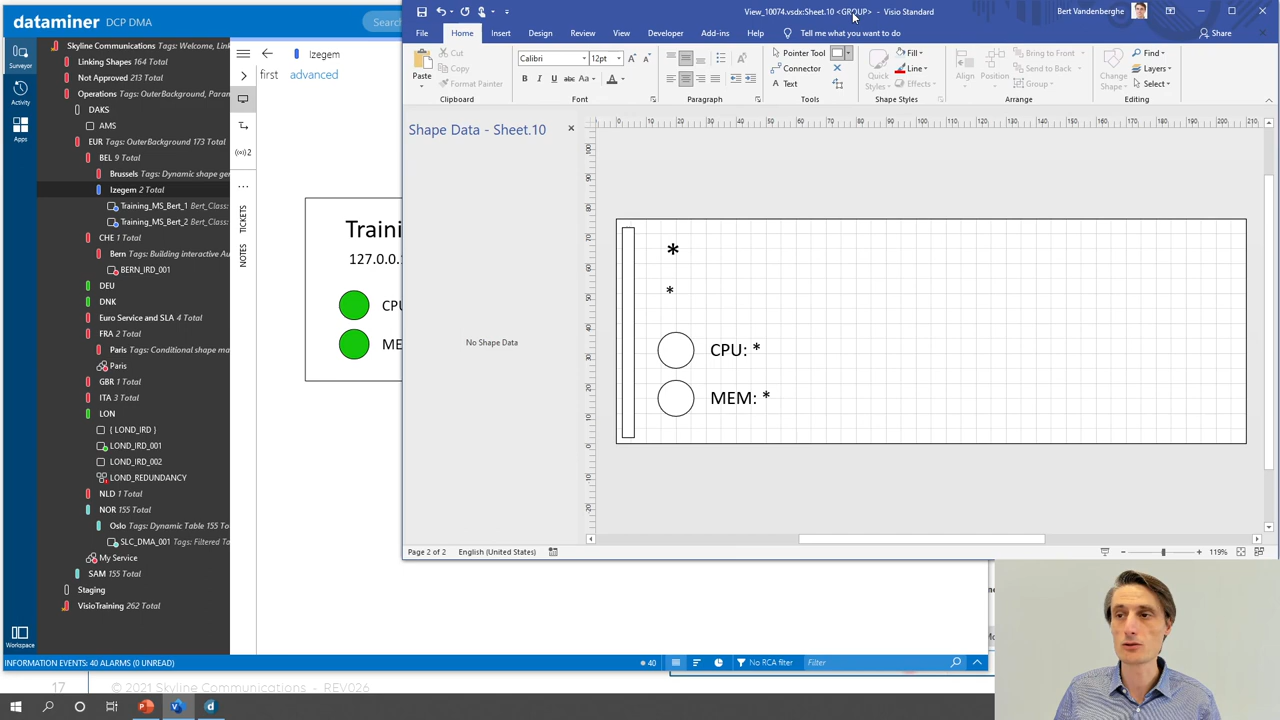 dataminer DCP DMA
Search
Surveyor
Activity
Apps
Workspace
Skyline Communications Tags: Welcome, Link
Linking Shapes 164 Total
Not Approved 213 Total
Operations Tags: OuterBackground, Param
DAKS
AMS
EUR Tags: OuterBackground 173 Total
BEL 9 Total
Brussels Tags: Dynamic shape ge
Izegem 2 Total
Training_MS_Bert_1 Bert_Class:
Training_MS_Bert_2 Bert_Class:
CHE 1 Total
Bern Tags: Building interactive Au
BERN_IRD_001
DEU
DNK
Euro Service and SLA 4 Total
FRA 2 Total
Paris Tags: Conditional shape ma
Paris
GBR 1 Total
ITA 3 Total
LON
{ LOND_IRD }
LOND_IRD_001
LOND_IRD_002
LOND_REDUNDANCY
NLD 1 Total
NOR 155 Total
Oslo Tags: Dynamic Table 155 To
SLC_DMA_001 Tags: Filtered Ta
My Service
SAM 155 Total
Staging
VisioTraining 262 Total
INFORMATION EVENTS: 40 ALARMS (0 UNREAD)
Izegem
first advanced
2
TICKETS
NOTES
Traini
127.0.0.
CPU
ME
View_10074.vsdx:Sheet.10 <GROUP> - Visio Standard
Bert Vandenberghe
File Home Insert Design Review View Developer Add-ins Help Tell me what you want to do Share
Paste
Cut
Copy
Format Painter
Clipboard
Calibri 12pt
B I U
Aa
A
Font
Paragraph
Pointer Tool
Connector
A Text
Tools
Quick Styles
Fill
Line
Shape Styles
Align
Position
Bring to Front
Send to Back
Group
Arrange
Change Shape
Find
Layers
Select
Editing
Shape Data - Sheet.10
No Shape Data
*
*
CPU: *
MEM: *
Page 2 of 2 English (United States) 119%
40 No RCA filter Filter
17 © 2021 Skyline Communications - REV026